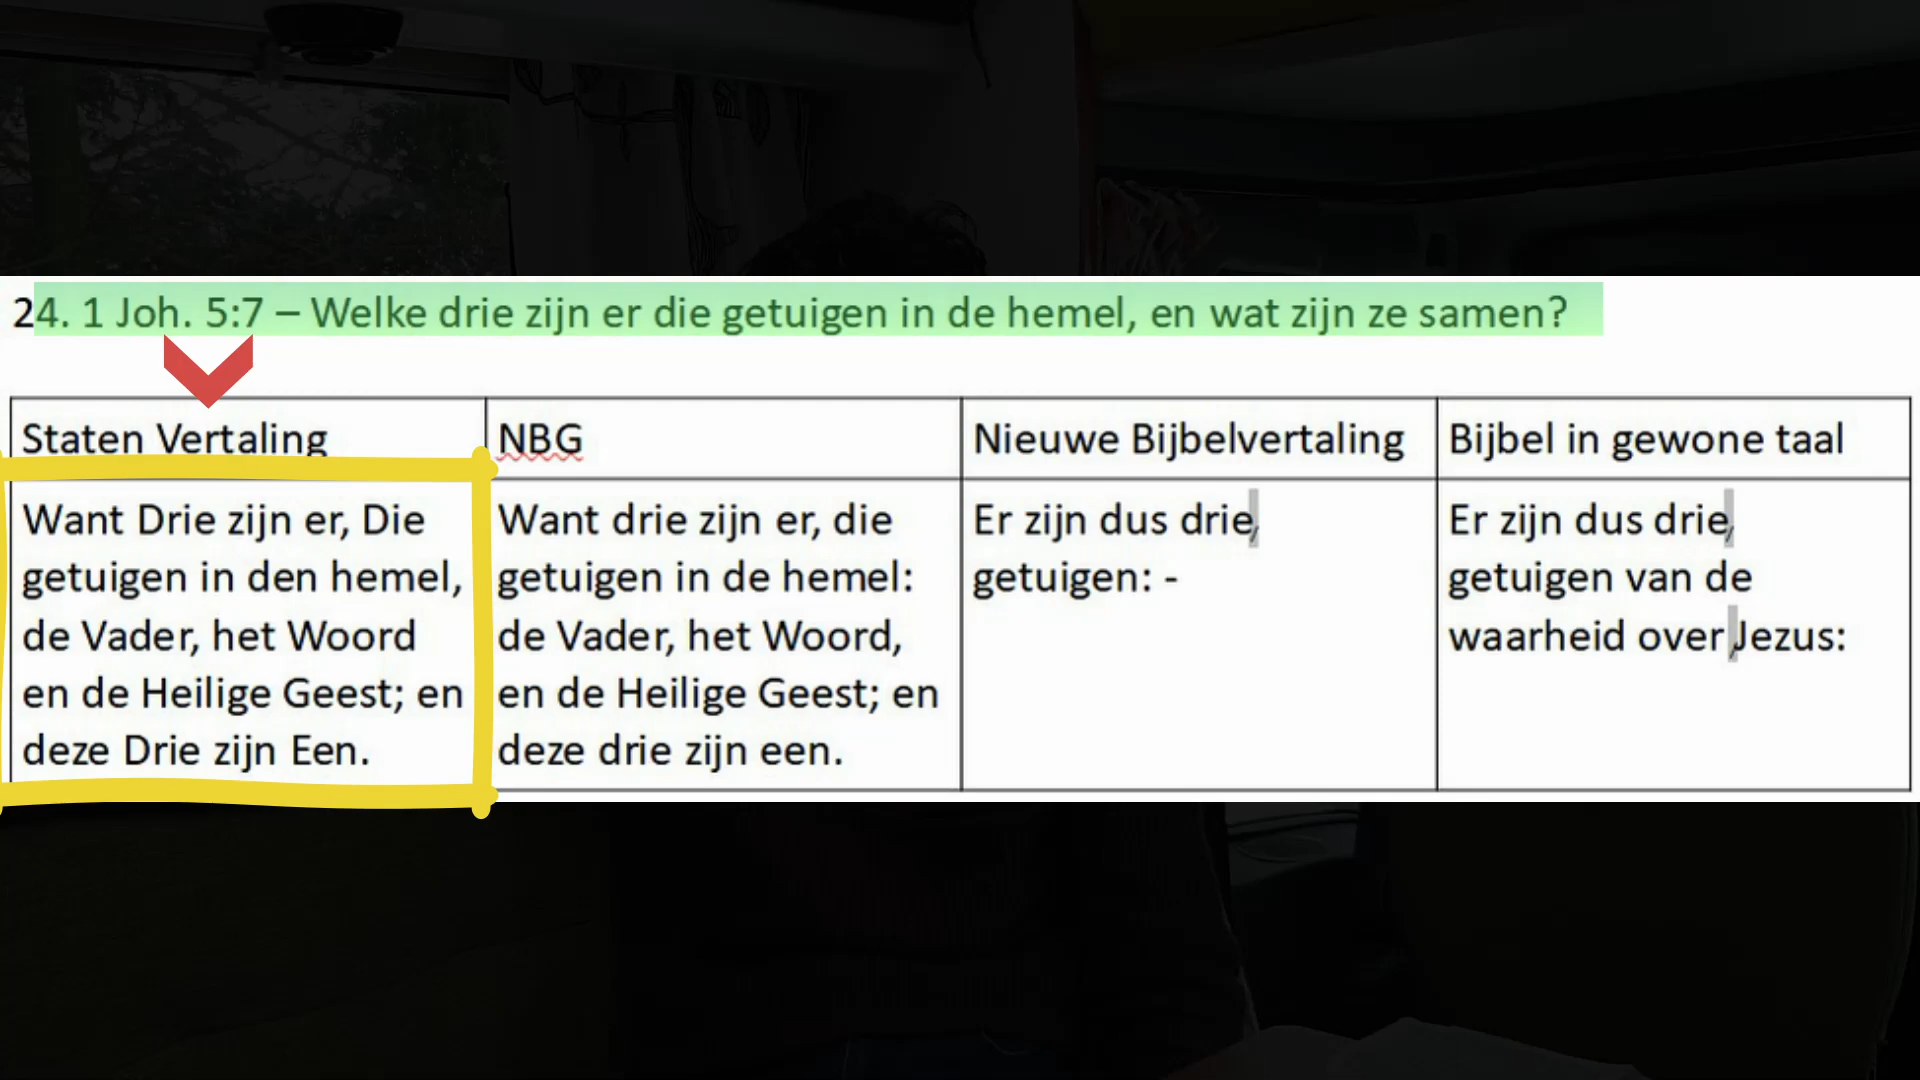 24. 1 Joh. 5:7 – Welke drie zijn er die getuigen in de hemel, en wat zijn ze samen?
Staten Vertaling
NBG
Nieuwe Bijbelvertaling
Bijbel in gewone taal
Want Drie zijn er, Die
getuigen in den hemel,
de Vader, het Woord
en de Heilige Geest; en
deze Drie zijn Een.
Want drie zijn er, die
getuigen in de hemel:
de Vader, het Woord,
en de Heilige Geest; en
deze drie zijn een.
Er zijn dus drie,
getuigen: -
Er zijn dus drie,
getuigen van de
waarheid over ,Jezus: